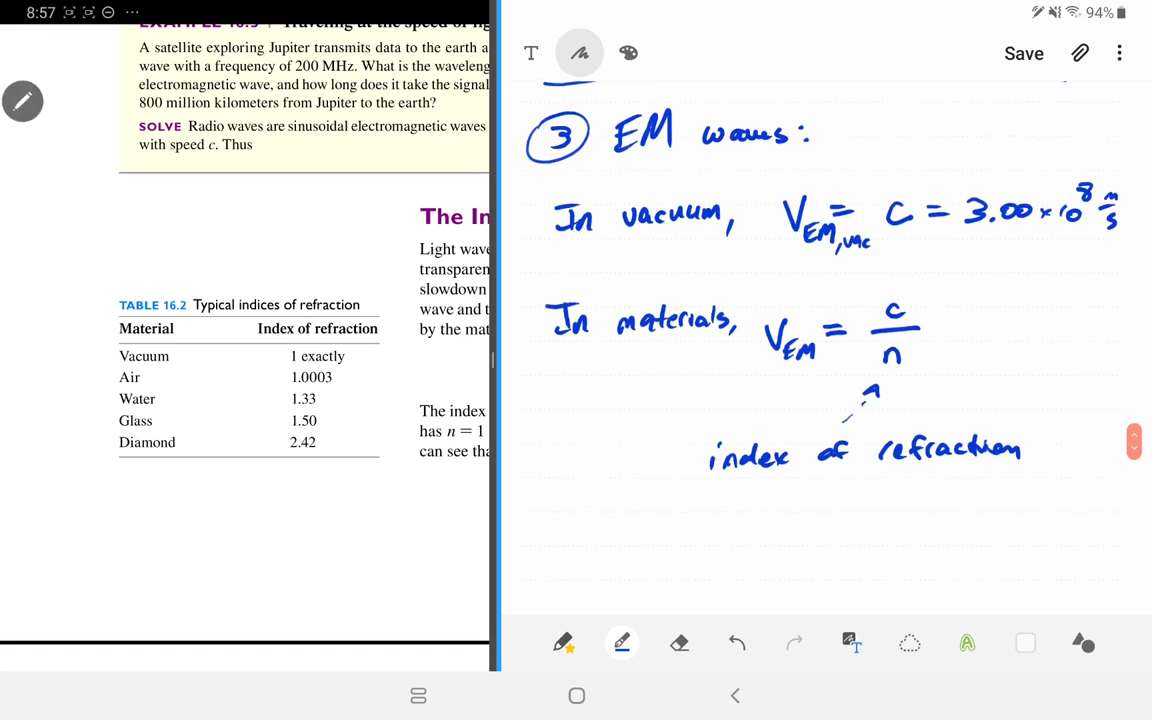 8:57
94%
A satellite exploring Jupiter transmits data to the earth a
wave with a frequency of 200 MHz. What is the waveleng
electromagnetic wave, and how long does it take the signal
800 million kilometers from Jupiter to the earth?
SOLVE Radio waves are sinusoidal electromagnetic waves
with speed c. Thus
The In
Light wave
transparen
slowdown
wave and t
by the mat
TABLE 16.2 Typical indices of refraction
Material Index of refraction
Vacuum 1 exactly
Air 1.0003
Water 1.33
Glass 1.50
Diamond 2.42
The index
has n = 1
can see tha
T Save
3 EM waves:
In vacuum, V_EM,vac = c = 3.00 × 10^8 m/s
In materials, V_EM = c/n
index of refraction